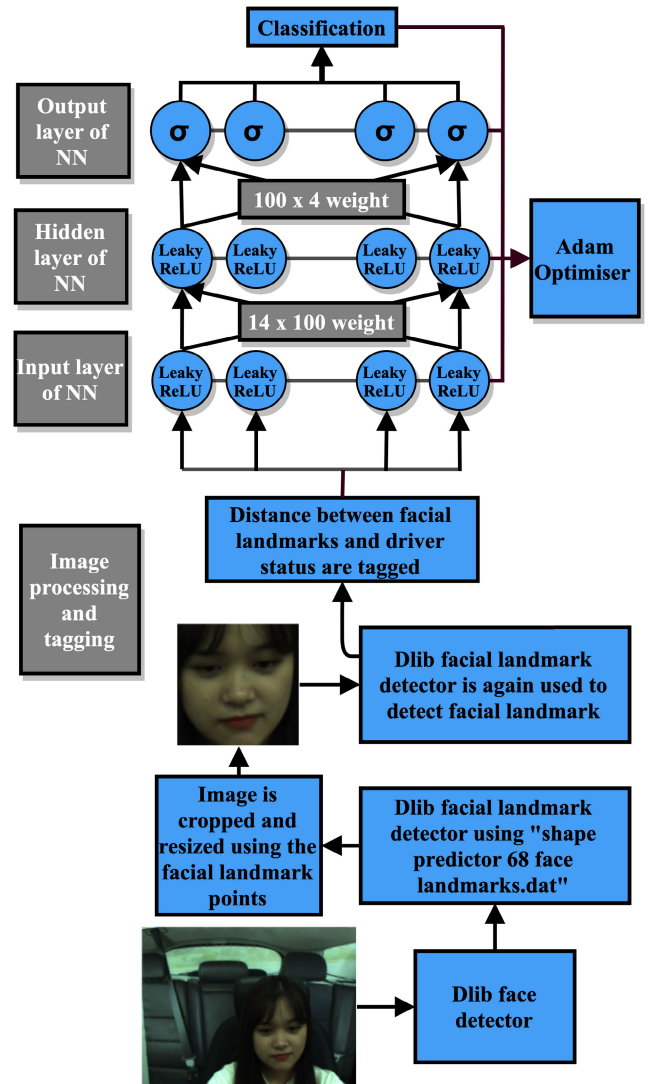 Classification
Output
layer of
NN
σ
σ
σ
σ
100 x 4 weight
Hidden
layer of
NN
Leaky
ReLU
Leaky
ReLU
Leaky
ReLU
Leaky
ReLU
Adam
Optimiser
14 x 100 weight
Input layer
of NN
Leaky
ReLU
Leaky
ReLU
Leaky
ReLU
Leaky
ReLU
Distance between facial
landmarks and driver
status are tagged
Image
processing
and
tagging
Dlib facial landmark
detector is again used to
detect facial landmark
Image is
cropped and
resized using the
facial landmark
points
Dlib facial landmark
detector using "shape
predictor 68 face
landmarks.dat"
Dlib face
detector